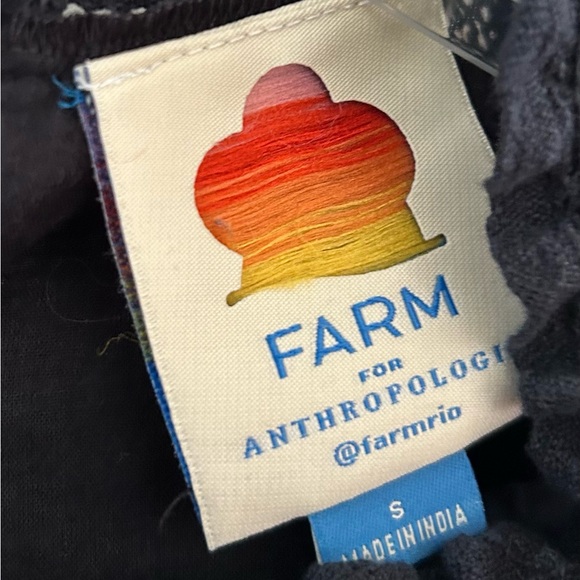 FARM
FOR
ANTHROPOLOGI
@farmrio
S
MADE IN INDIA